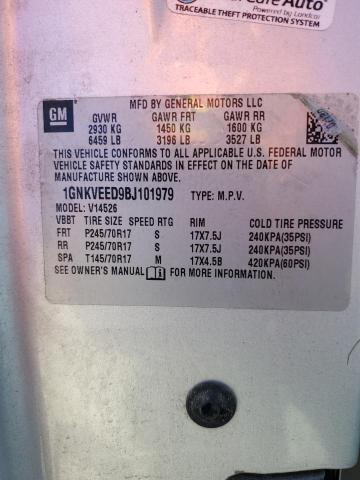 Care Auto
Powered by Landcar
TRACEABLE THEFT PROTECTION SYSTEM
GM
MFD BY GENERAL MOTORS LLC
GVWR GAWR FRT GAWR RR
2930 KG 1450 KG 1600 KG
6459 LB 3196 LB 3527 LB
THIS VEHICLE CONFORMS TO ALL APPLICABLE U.S. FEDERAL MOTOR
VEHICLE SAFETY STANDARDS IN EFFECT ON THE DATE OF
MANUFACTURE SHOWN ABOVE.
1GNKVEED9BJ101979 TYPE: M.P.V.
MODEL: V14526
VBBT TIRE SIZE SPEED RTG RIM COLD TIRE PRESSURE
FRT P245/70R17 S 17X7.5J 240KPA(35PSI)
RR P245/70R17 S 17X7.5J 240KPA(35PSI)
SPA T145/70R17 M 17X4.5B 420KPA(60PSI)
SEE OWNER'S MANUAL FOR MORE INFORMATION.